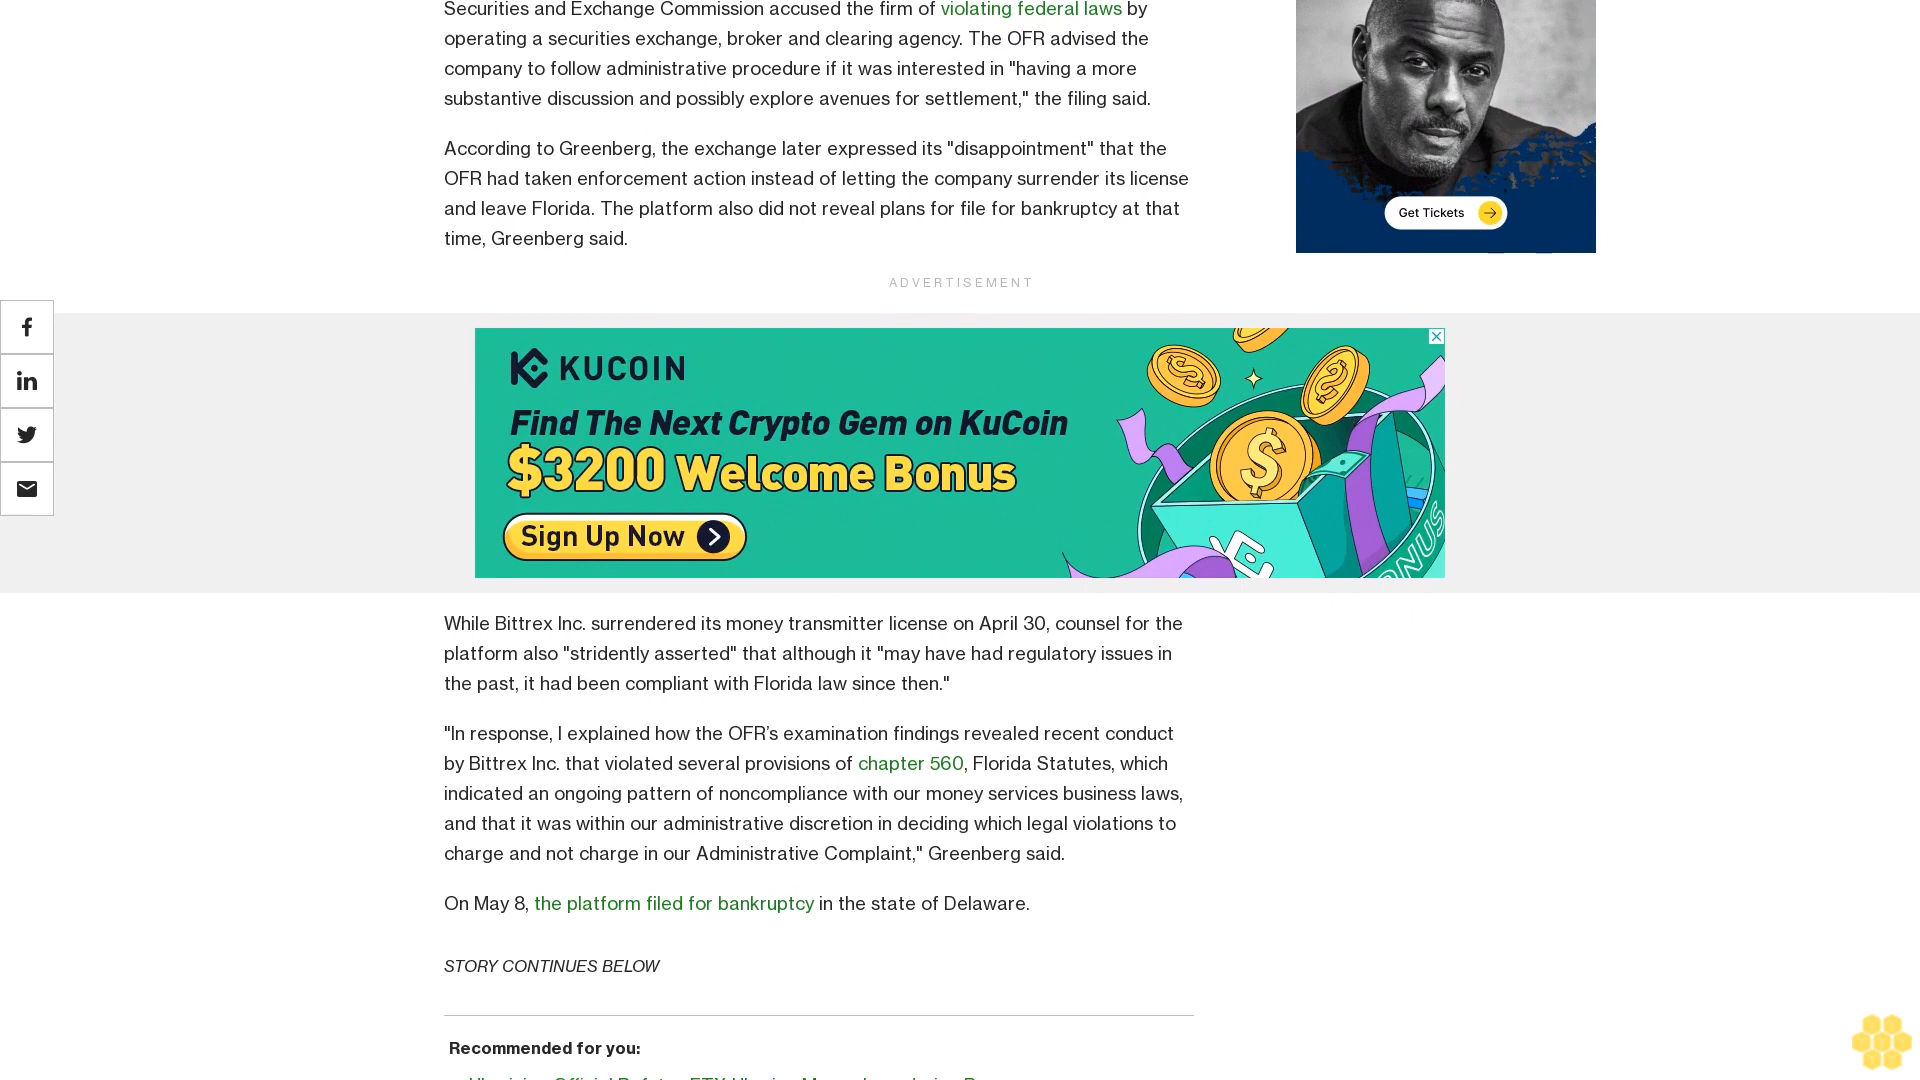 Securities and Exchange Commission accused the firm of violating federal laws by
operating a securities exchange, broker and clearing agency. The OFR advised the
company to follow administrative procedure if it was interested in "having a more
substantive discussion and possibly explore avenues for settlement," the filing said.
According to Greenberg, the exchange later expressed its "disappointment" that the
OFR had taken enforcement action instead of letting the company surrender its license
and leave Florida. The platform also did not reveal plans for file for bankruptcy at that
time, Greenberg said.
Get Tickets
ADVERTISEMENT
KUCOIN
Find The Next Crypto Gem on KuCoin
$3200 Welcome Bonus
Sign Up Now
BONUS
While Bittrex Inc. surrendered its money transmitter license on April 30, counsel for the
platform also "stridently asserted" that although it "may have had regulatory issues in
the past, it had been compliant with Florida law since then."
"In response, I explained how the OFR’s examination findings revealed recent conduct
by Bittrex Inc. that violated several provisions of chapter 560, Florida Statutes, which
indicated an ongoing pattern of noncompliance with our money services business laws,
and that it was within our administrative discretion in deciding which legal violations to
charge and not charge in our Administrative Complaint," Greenberg said.
On May 8, the platform filed for bankruptcy in the state of Delaware.
STORY CONTINUES BELOW
Recommended for you: